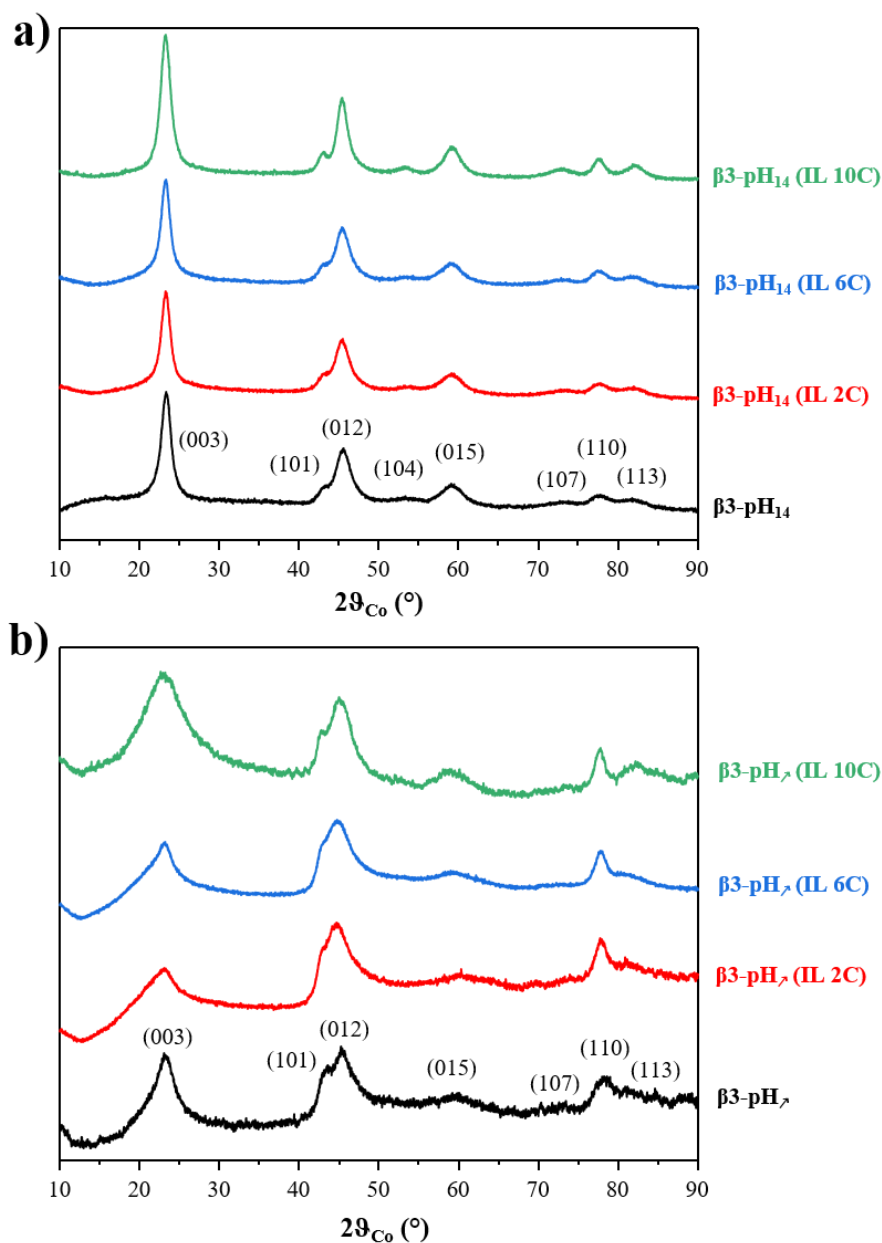 a)
β3-pH₁₄ (IL 10C)
β3-pH₁₄ (IL 6C)
β3-pH₁₄ (IL 2C)
(003) (101) (012) (104) (015) (107) (110) (113)
β3-pH₁₄
10 20 30 40 50 60 70 80 90
2ϑCo (°)
b)
β3-pH↗ (IL 10C)
β3-pH↗ (IL 6C)
β3-pH↗ (IL 2C)
(003) (101) (012) (015) (107) (110) (113)
β3-pH↗
10 20 30 40 50 60 70 80 90
2ϑCo (°)